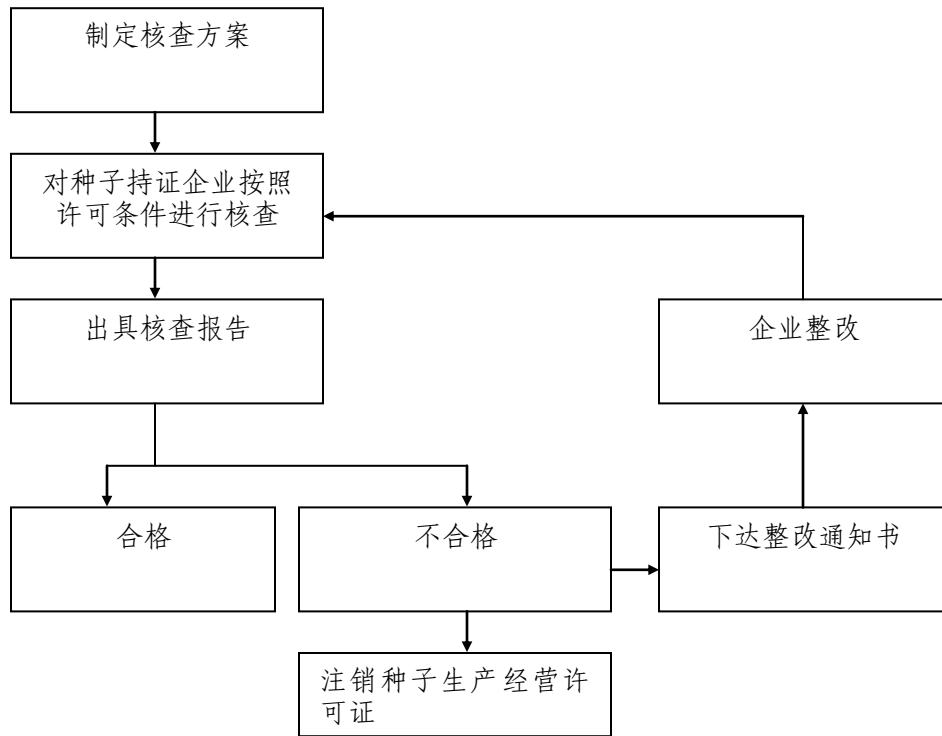 制定核查方案
对种子持证企业按照
许可条件进行核查
出具核查报告
企业整改
合格
不合格
下达整改通知书
注销种子生产经营许
可证